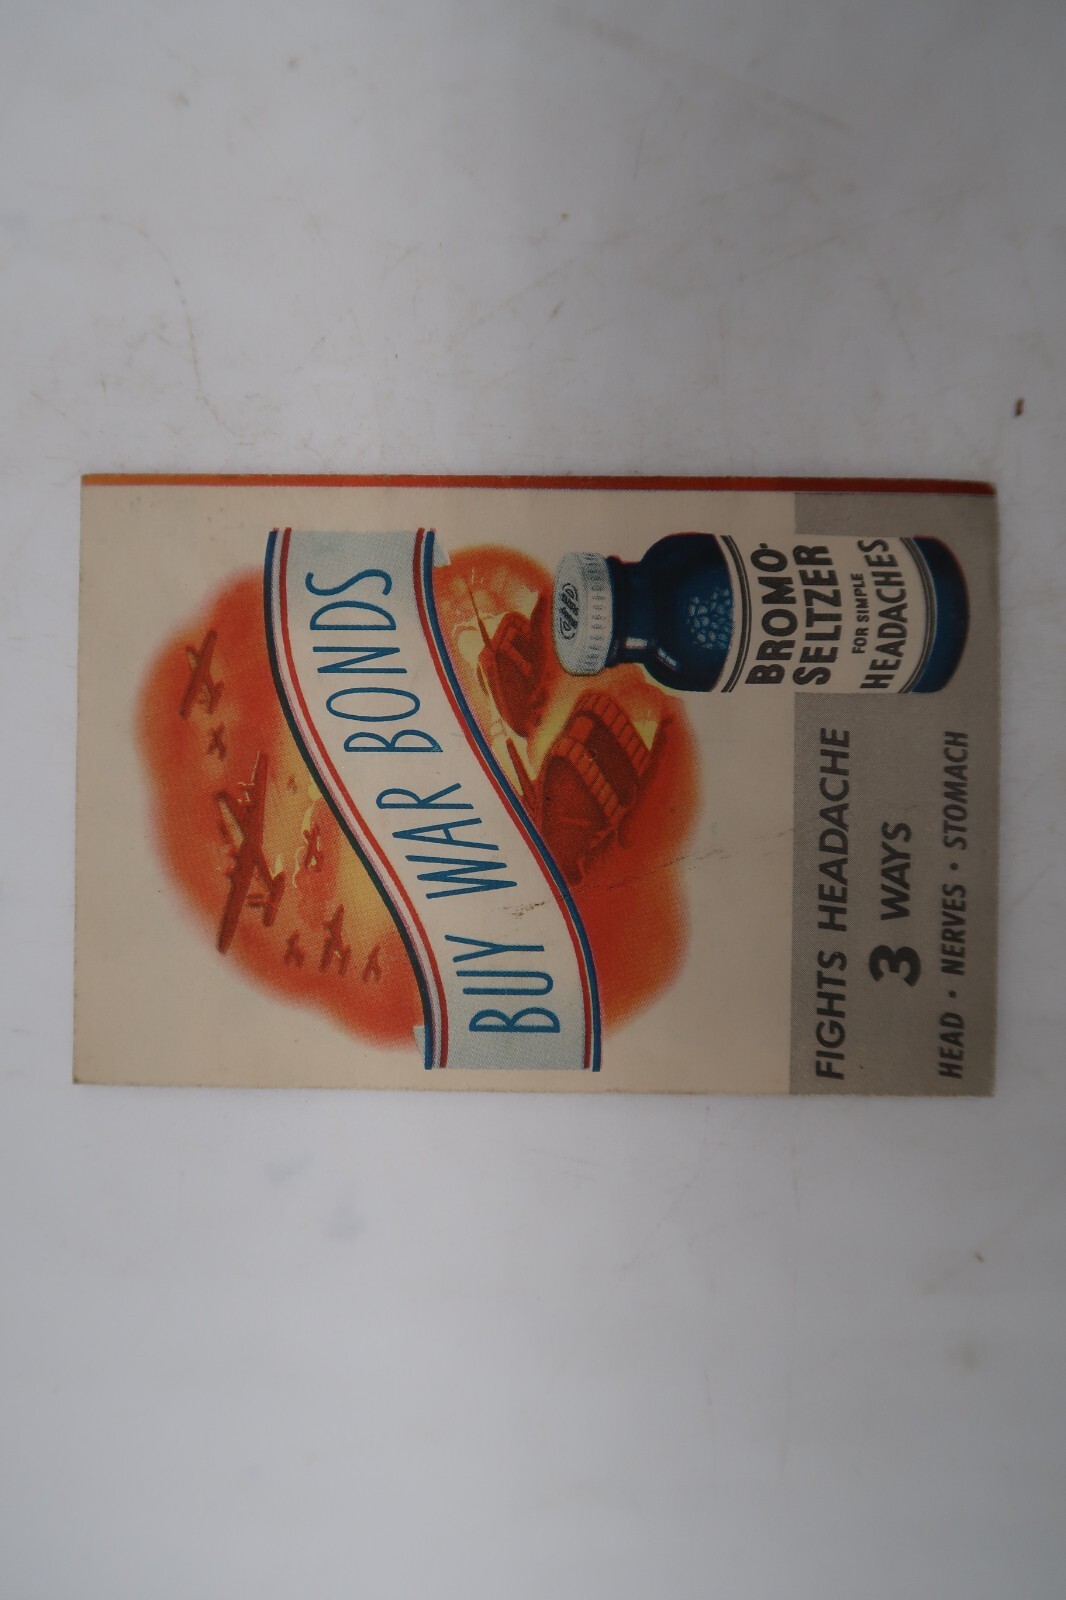 BUY WAR BONDS
BROMO-
SELTZER
FOR SIMPLE
HEADACHES
FIGHTS HEADACHE
3 WAYS
HEAD • NERVES • STOMACH